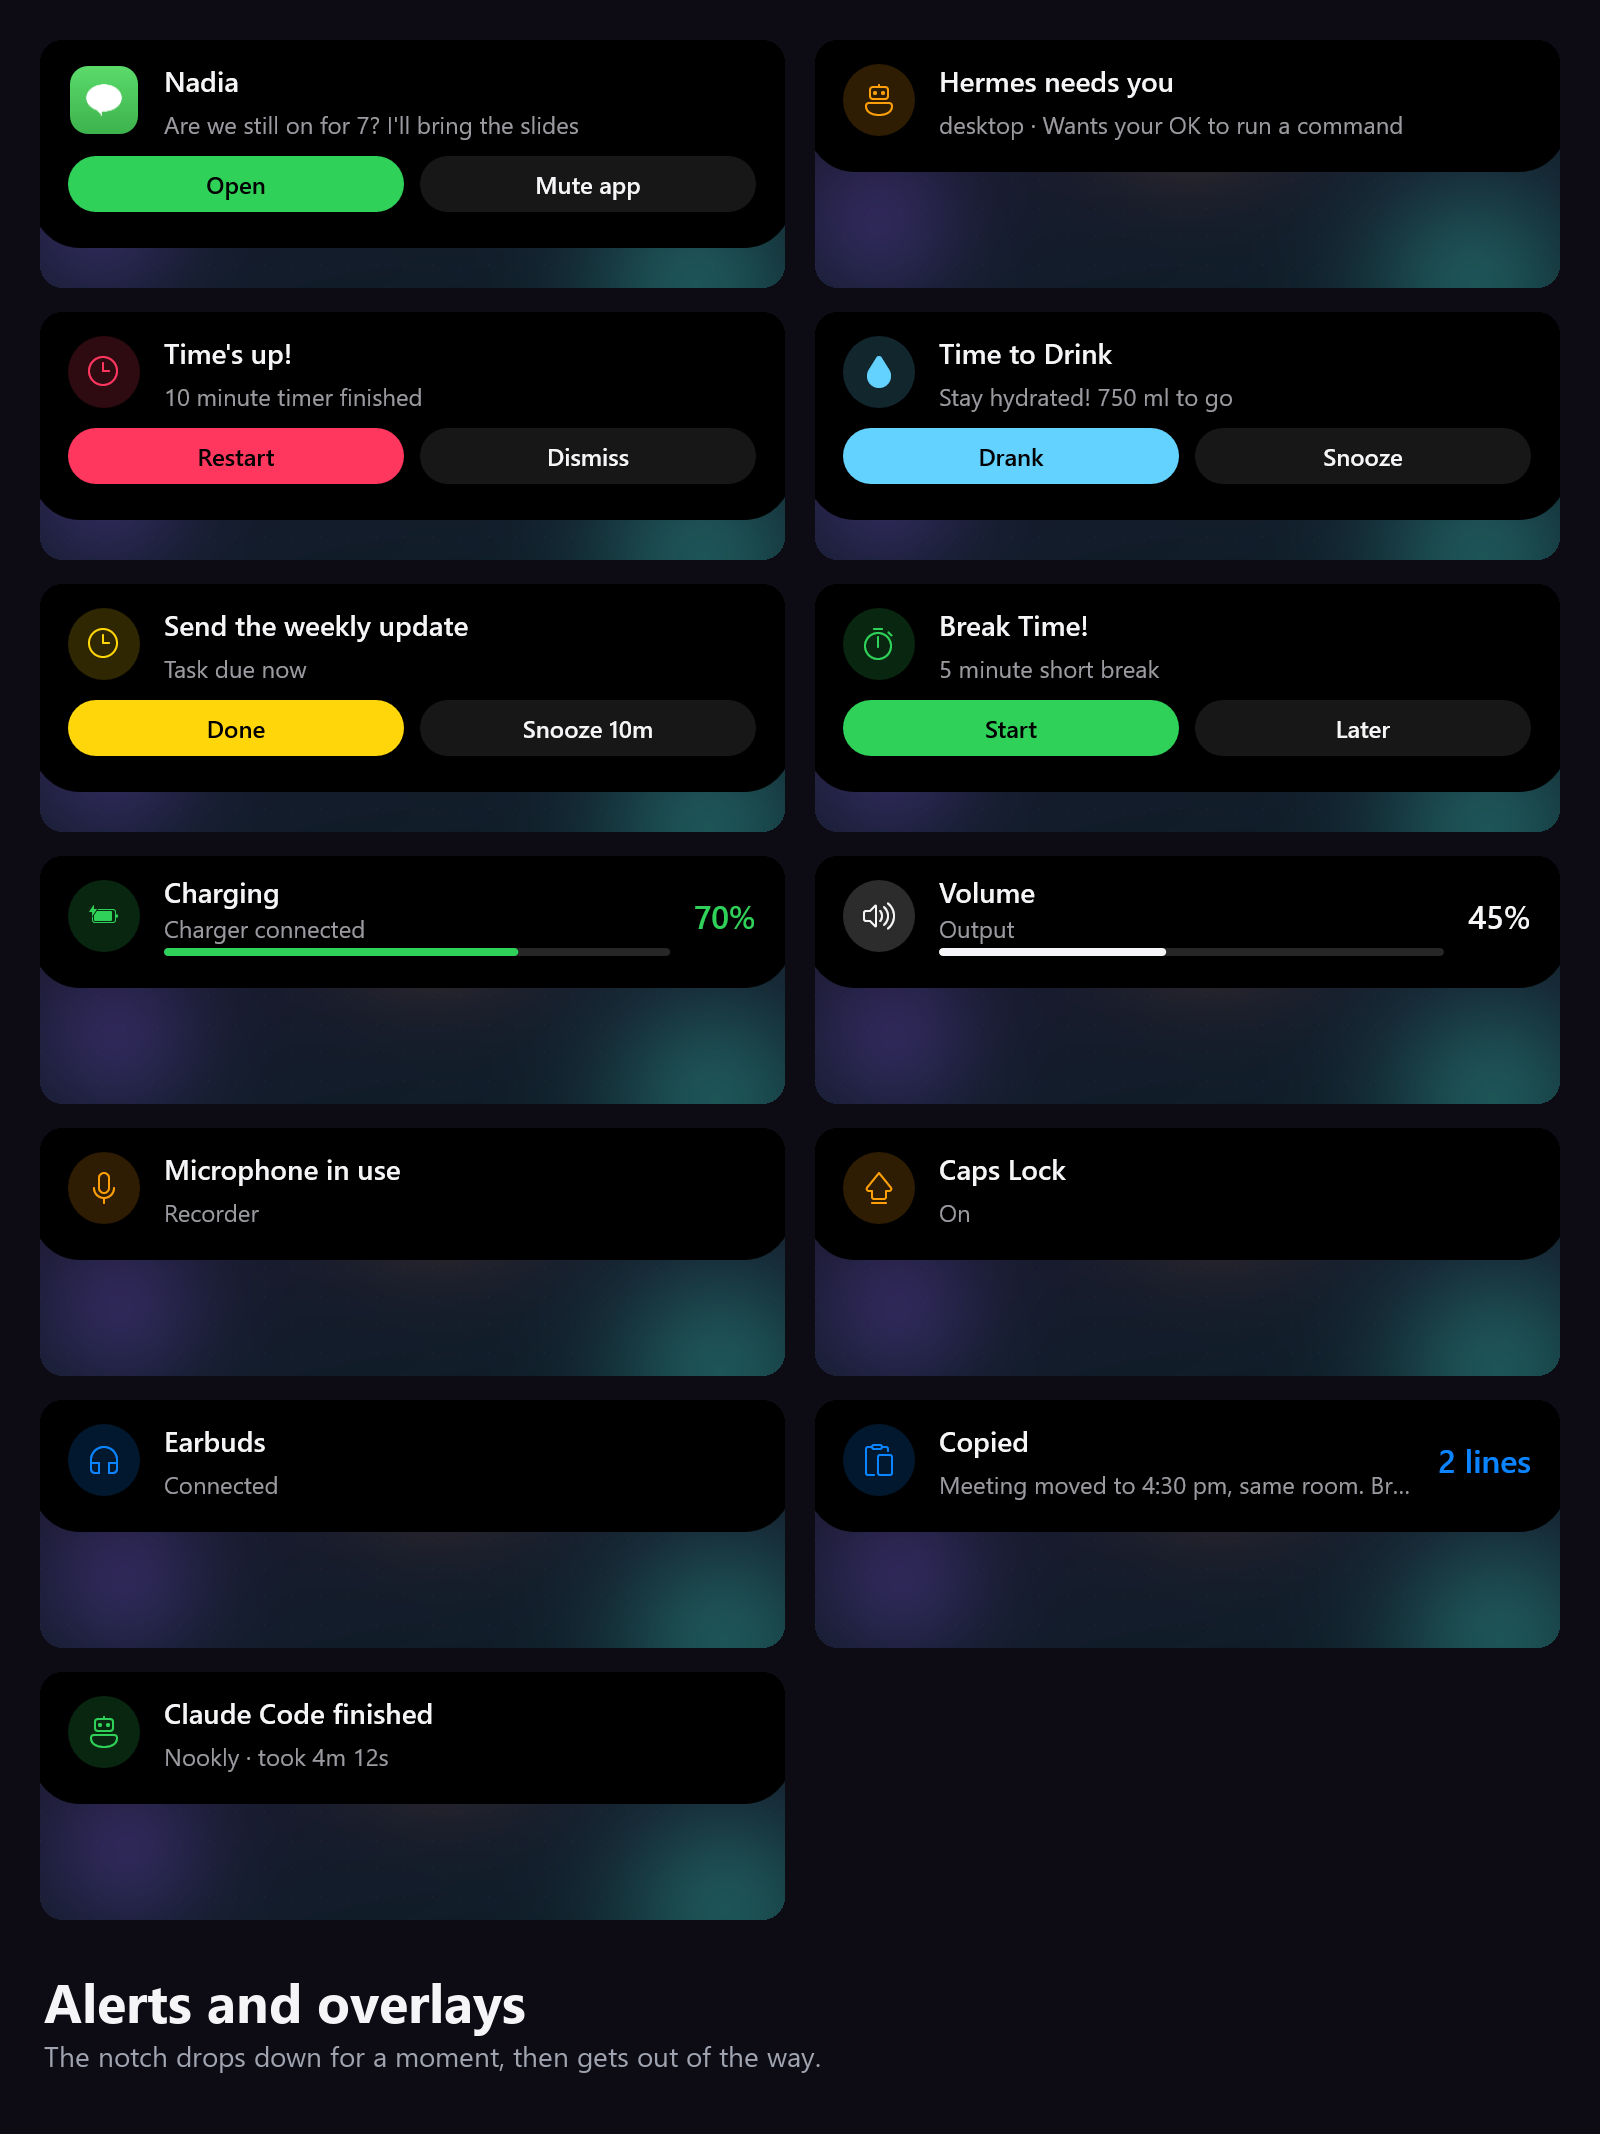 Nadia
Are we still on for 7? I'll bring the slides
Open
Mute app
Hermes needs you
desktop · Wants your OK to run a command
Time's up!
10 minute timer finished
Restart
Dismiss
Time to Drink
Stay hydrated! 750 ml to go
Drank
Snooze
Send the weekly update
Task due now
Done
Snooze 10m
Break Time!
5 minute short break
Start
Later
Charging
Charger connected
70%
Volume
Output
45%
Microphone in use
Recorder
Caps Lock
On
Earbuds
Connected
Copied
Meeting moved to 4:30 pm, same room. Br...
2 lines
Claude Code finished
Nookly · took 4m 12s
Alerts and overlays
The notch drops down for a moment, then gets out of the way.